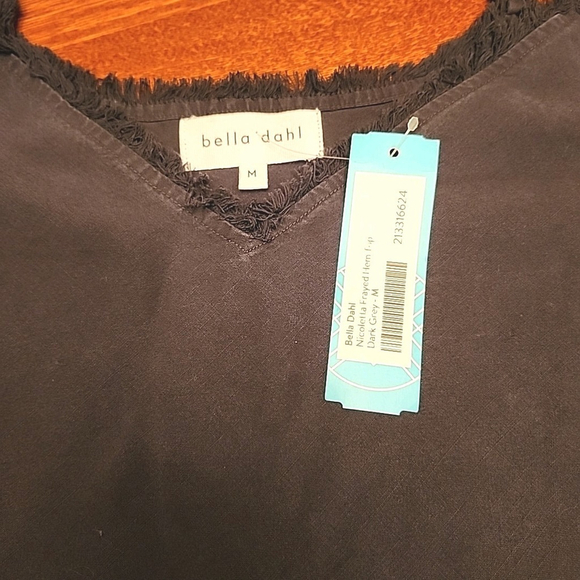 bella dahl
M
Bella Dahl
Nicoletta Frayed Hem Top
Dark Grey - M
213316624